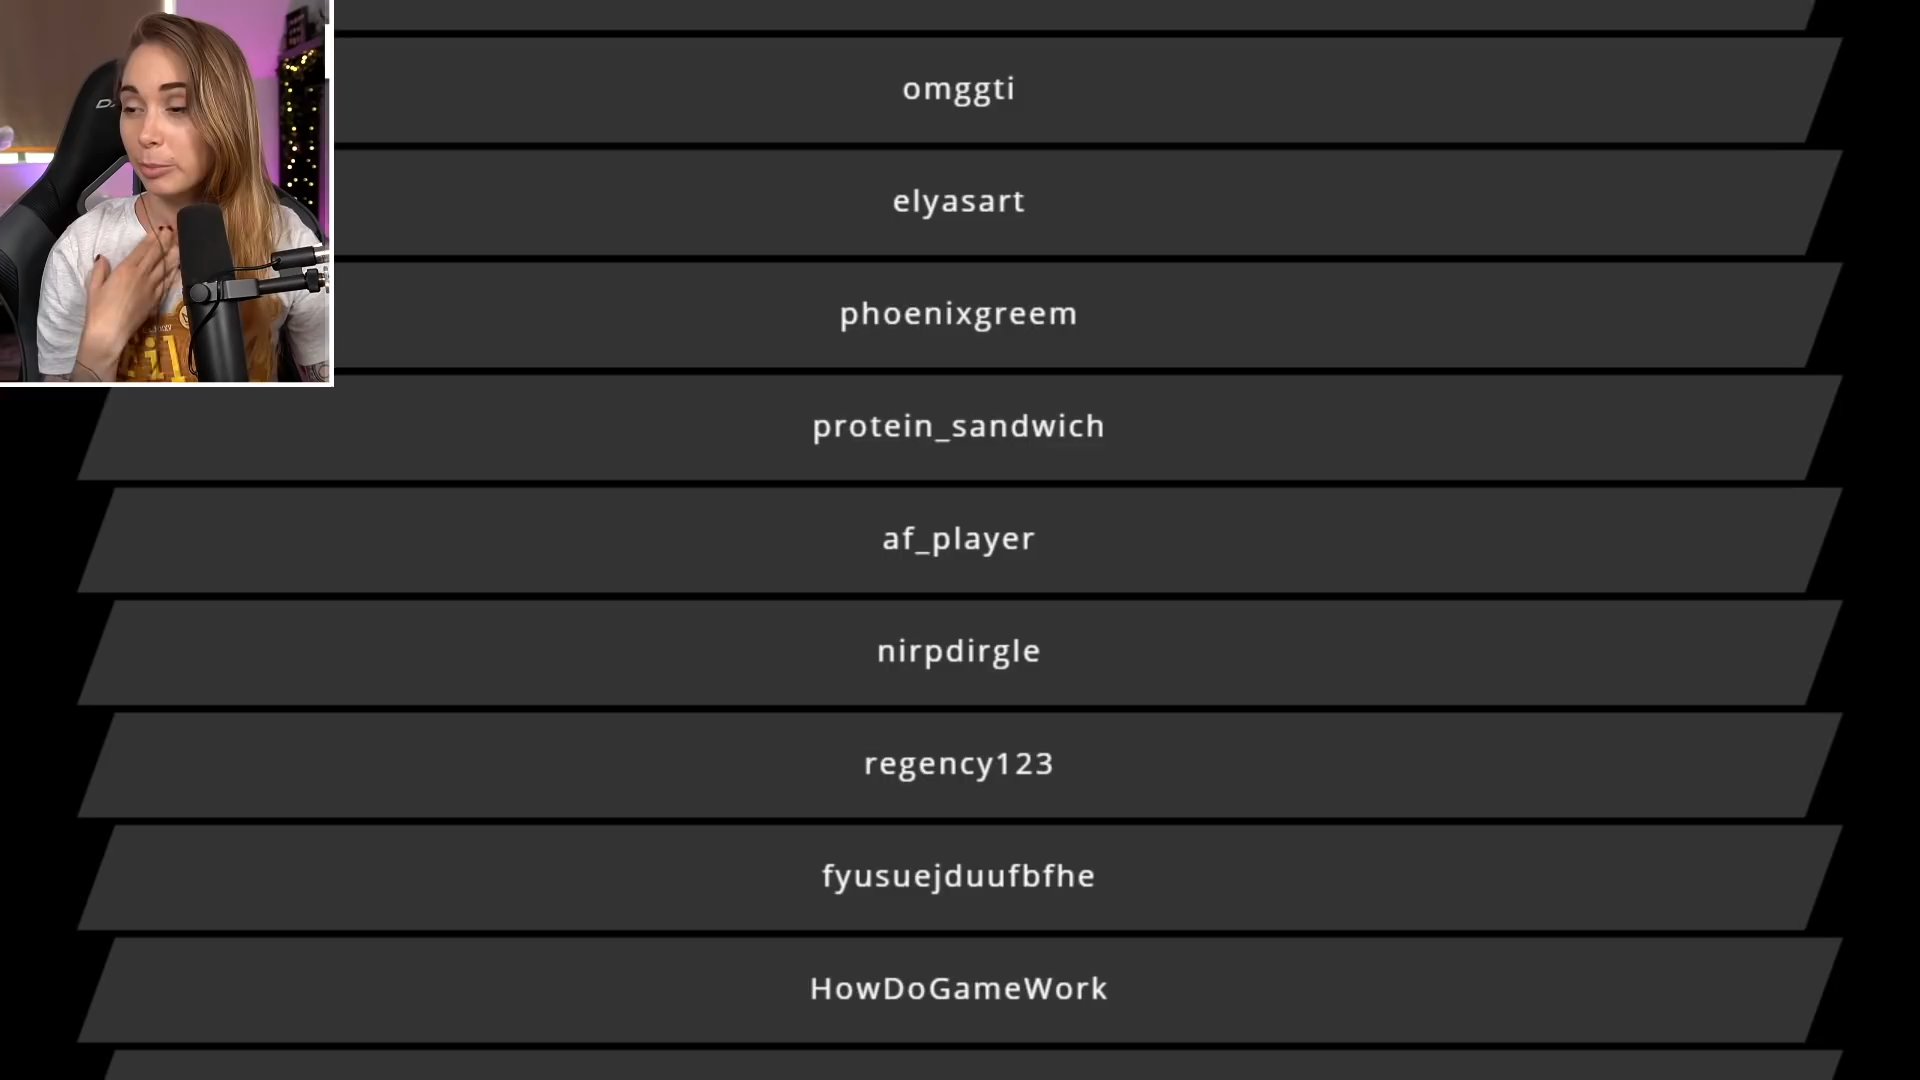 omggti
elyasart
phoenixgreem
protein_sandwich
af_player
nirpdirgle
regency123
fyusuejduufbfhe
HowDoGameWork